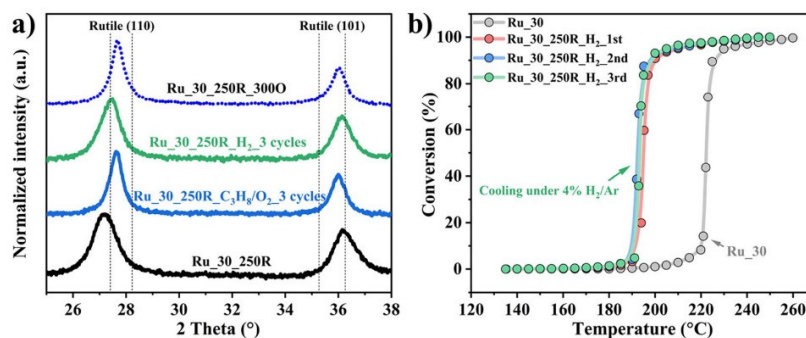 a)
Rutile (110)
Rutile (101)
Ru_30_250R_300O
Ru_30_250R_H₂_3 cycles
Ru_30_250R_C₃H₈/O₂_3 cycles
Ru_30_250R
Normalized intensity (a.u.)
25 26 28 30 32 34 36 38
2 Theta (°)
b)
Ru_30
Ru_30_250R_H₂_1st
Ru_30_250R_H₂_2nd
Ru_30_250R_H₂_3rd
Cooling under 4% H₂/Ar
Ru_30
Conversion (%)
100
80
60
40
20
0
120 140 160 180 200 220 240 260
Temperature (°C)